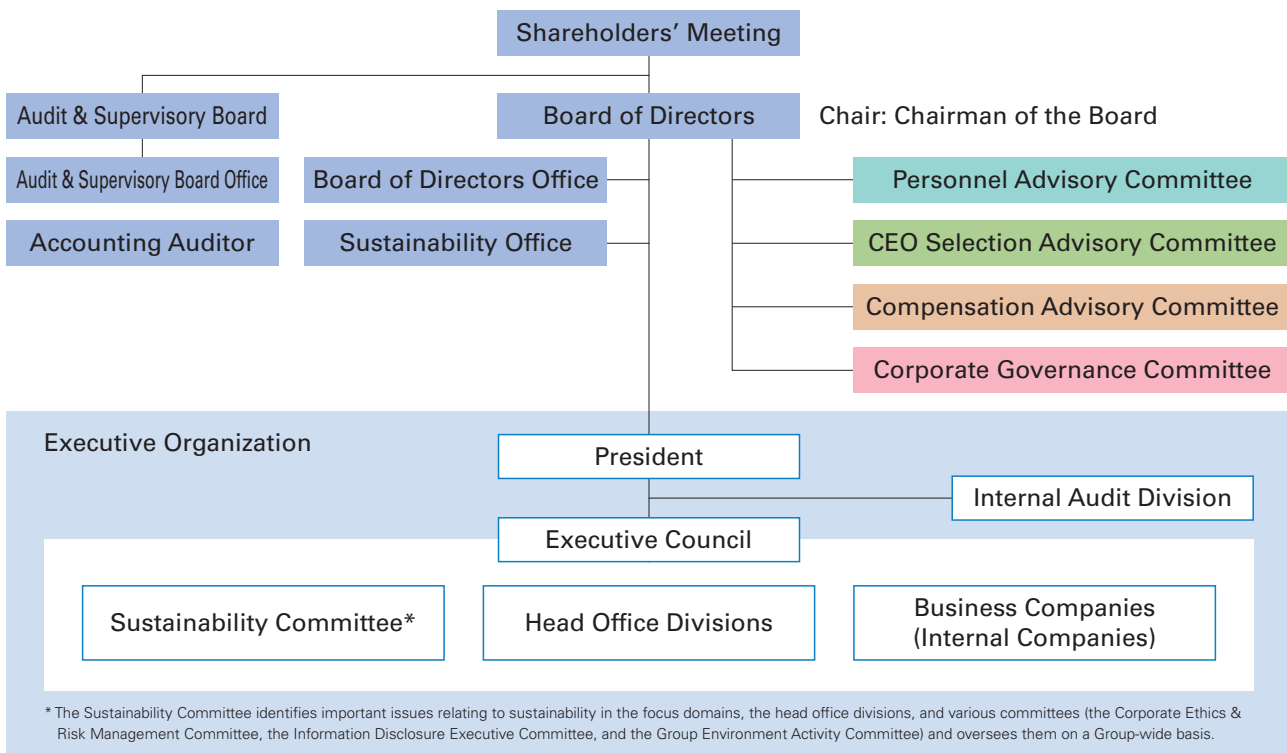 Shareholders’ Meeting
Audit & Supervisory Board
Board of Directors
Chair: Chairman of the Board
Audit & Supervisory Board Office
Board of Directors Office
Personnel Advisory Committee
Accounting Auditor
Sustainability Office
CEO Selection Advisory Committee
Compensation Advisory Committee
Corporate Governance Committee
Executive Organization
President
Internal Audit Division
Executive Council
Sustainability Committee*
Head Office Divisions
Business Companies
(Internal Companies)
* The Sustainability Committee identifies important issues relating to sustainability in the focus domains, the head office divisions, and various committees (the Corporate Ethics &
Risk Management Committee, the Information Disclosure Executive Committee, and the Group Environment Activity Committee) and oversees them on a Group-wide basis.